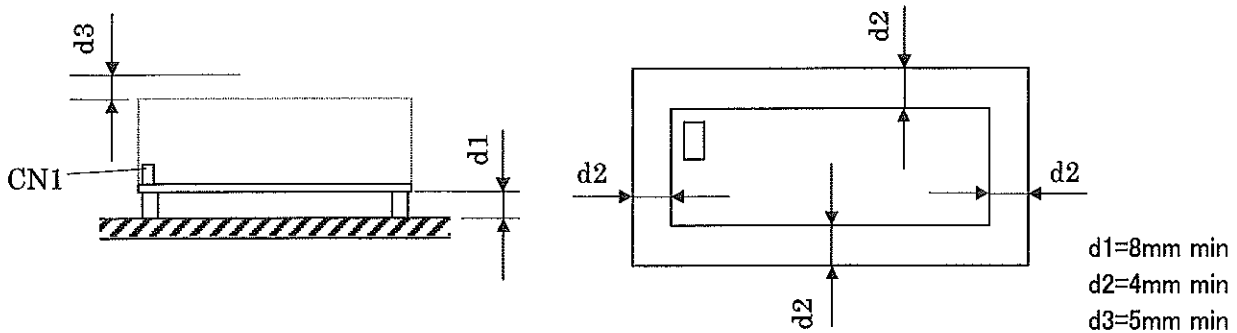 d3
d1
CN1
d2
d2
d2
d2
d1=8mm min
d2=4mm min
d3=5mm min